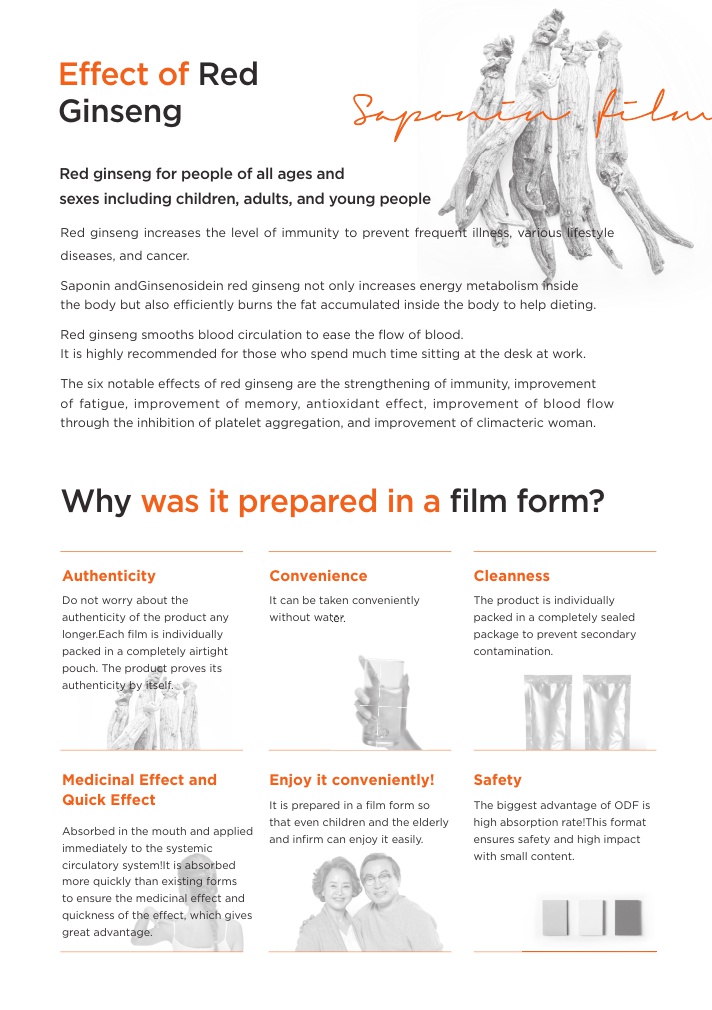 Effect of Red
Ginseng
Saponin film
Red ginseng for people of all ages and
sexes including children, adults, and young people
Red ginseng increases the level of immunity to prevent frequent illness, various lifestyle
diseases, and cancer.
Saponin andGinsenosidein red ginseng not only increases energy metabolism inside
the body but also efficiently burns the fat accumulated inside the body to help dieting.
Red ginseng smooths blood circulation to ease the flow of blood.
It is highly recommended for those who spend much time sitting at the desk at work.
The six notable effects of red ginseng are the strengthening of immunity, improvement
of fatigue, improvement of memory, antioxidant effect, improvement of blood flow
through the inhibition of platelet aggregation, and improvement of climacteric woman.
Why was it prepared in a film form?
Authenticity
Do not worry about the
authenticity of the product any
longer.Each film is individually
packed in a completely airtight
pouch. The product proves its
authenticity by itself.
Convenience
It can be taken conveniently
without water.
Cleanness
The product is individually
packed in a completely sealed
package to prevent secondary
contamination.
Medicinal Effect and
Quick Effect
Absorbed in the mouth and applied
immediately to the systemic
circulatory system!It is absorbed
more quickly than existing forms
to ensure the medicinal effect and
quickness of the effect, which gives
great advantage.
Enjoy it conveniently!
It is prepared in a film form so
that even children and the elderly
and infirm can enjoy it easily.
Safety
The biggest advantage of ODF is
high absorption rate!This format
ensures safety and high impact
with small content.